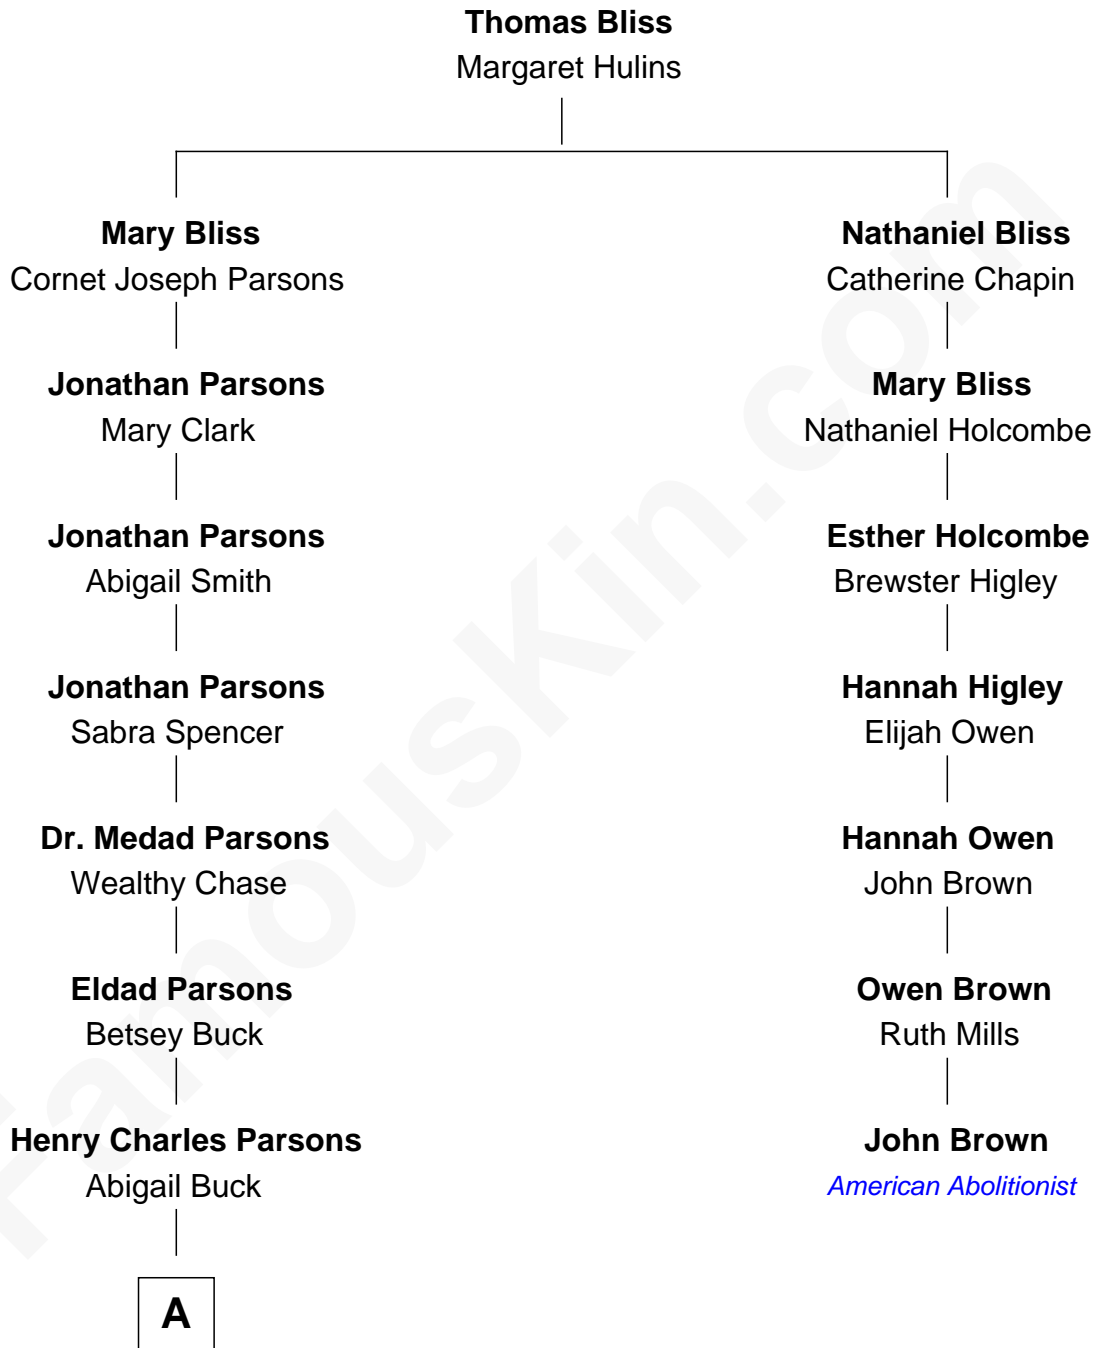 Thomas Bliss
Margaret Hulins
Mary Bliss
Cornet Joseph Parsons
Nathaniel Bliss
Catherine Chapin
Jonathan Parsons
Mary Clark
Mary Bliss
Nathaniel Holcombe
Jonathan Parsons
Abigail Smith
Esther Holcombe
Brewster Higley
Jonathan Parsons
Sabra Spencer
Hannah Higley
Elijah Owen
Dr. Medad Parsons
Wealthy Chase
Hannah Owen
John Brown
Eldad Parsons
Betsey Buck
Owen Brown
Ruth Mills
Henry Charles Parsons
Abigail Buck
John Brown
American Abolitionist
A
FamousKin.com